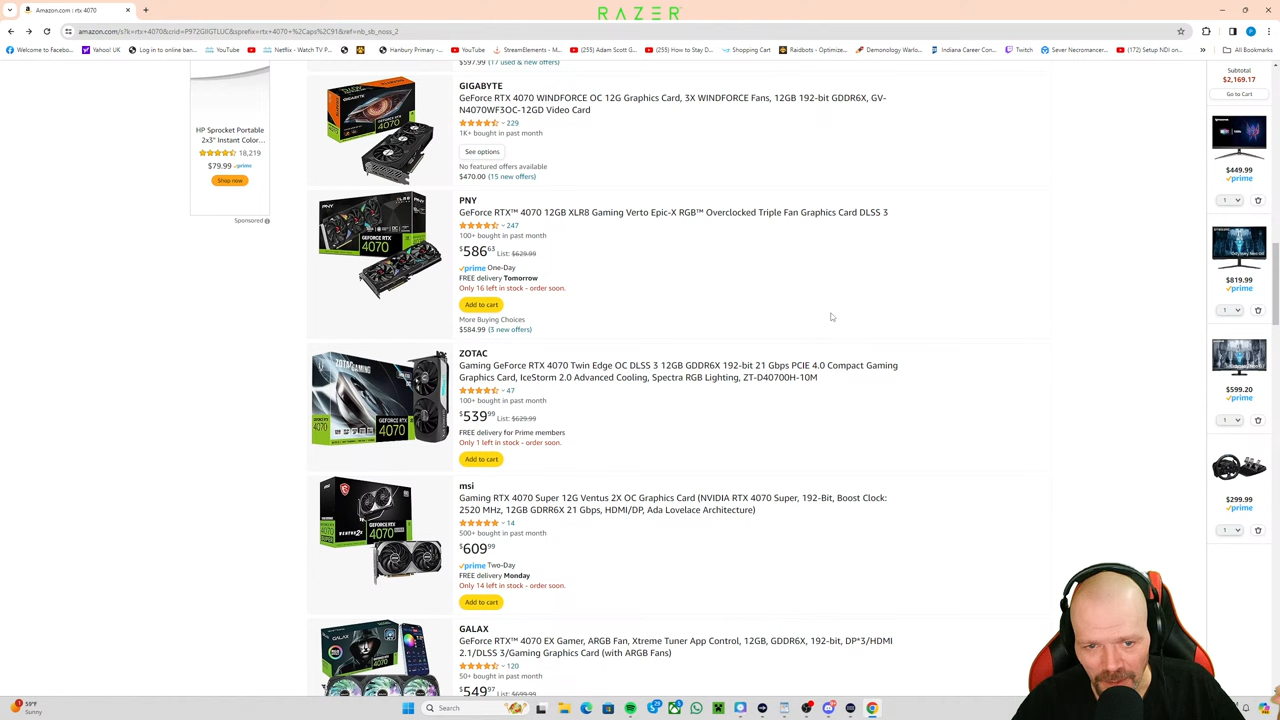 RAZER
Amazon.com : rtx 4070
amazon.com/s?k=rtx+4070&crid=P972GIIGTLUC&sprefix=rtx+4070+%2Caps%2C91&ref=nb_sb_noss_2
Welcome to Facebo... Yahoo! UK Log in to online ban... YouTube Netflix - Watch TV P... Hanbury Primary -... YouTube StreamElements - M... (255) Adam Scott G... (255) How to Stay D... Shopping Cart Raidbots - Optimize... Demonology Warlo... Indiana Career Con... Twitch Sever Necromancer... (172) Setup NDI on... All Bookmarks
$597.99 (17 used & new offers)
HP Sprocket Portable
2x3" Instant Color...
18,219
$79.99 prime
Shop now
Sponsored
GIGABYTE
GeForce RTX 4070 WINDFORCE OC 12G Graphics Card, 3X WINDFORCE Fans, 12GB 192-bit GDDR6X, GV-
N4070WF3OC-12GD Video Card
229
1K+ bought in past month
See options
No featured offers available
$470.00 (15 new offers)
PNY
GeForce RTX™ 4070 12GB XLR8 Gaming Verto Epic-X RGB™ Overclocked Triple Fan Graphics Card DLSS 3
247
100+ bought in past month
$586 63 List: $629.99
prime One-Day
FREE delivery Tomorrow
Only 16 left in stock - order soon.
Add to cart
More Buying Choices
$584.99 (3 new offers)
ZOTAC
Gaming GeForce RTX 4070 Twin Edge OC DLSS 3 12GB GDDR6X 192-bit 21 Gbps PCIE 4.0 Compact Gaming
Graphics Card, IceStorm 2.0 Advanced Cooling, Spectra RGB Lighting, ZT-D40700H-10M
47
100+ bought in past month
$539 99 List: $629.99
FREE delivery for Prime members
Only 1 left in stock - order soon.
Add to cart
msi
Gaming RTX 4070 Super 12G Ventus 2X OC Graphics Card (NVIDIA RTX 4070 Super, 192-Bit, Boost Clock:
2520 MHz, 12GB GDRR6X 21 Gbps, HDMI/DP, Ada Lovelace Architecture)
14
500+ bought in past month
$609 99
prime Two-Day
FREE delivery Monday
Only 14 left in stock - order soon.
Add to cart
GALAX
GeForce RTX™ 4070 EX Gamer, ARGB Fan, Xtreme Tuner App Control, 12GB, GDDR6X, 192-bit, DP*3/HDMI
2.1/DLSS 3/Gaming Graphics Card (with ARGB Fans)
120
50+ bought in past month
$549 97 List: $699.99
Subtotal
$2,169.17
Go to Cart
$449.99
prime
1
$819.99
prime
1
$599.20
prime
1
$299.99
prime
1
59°F
Sunny
Search